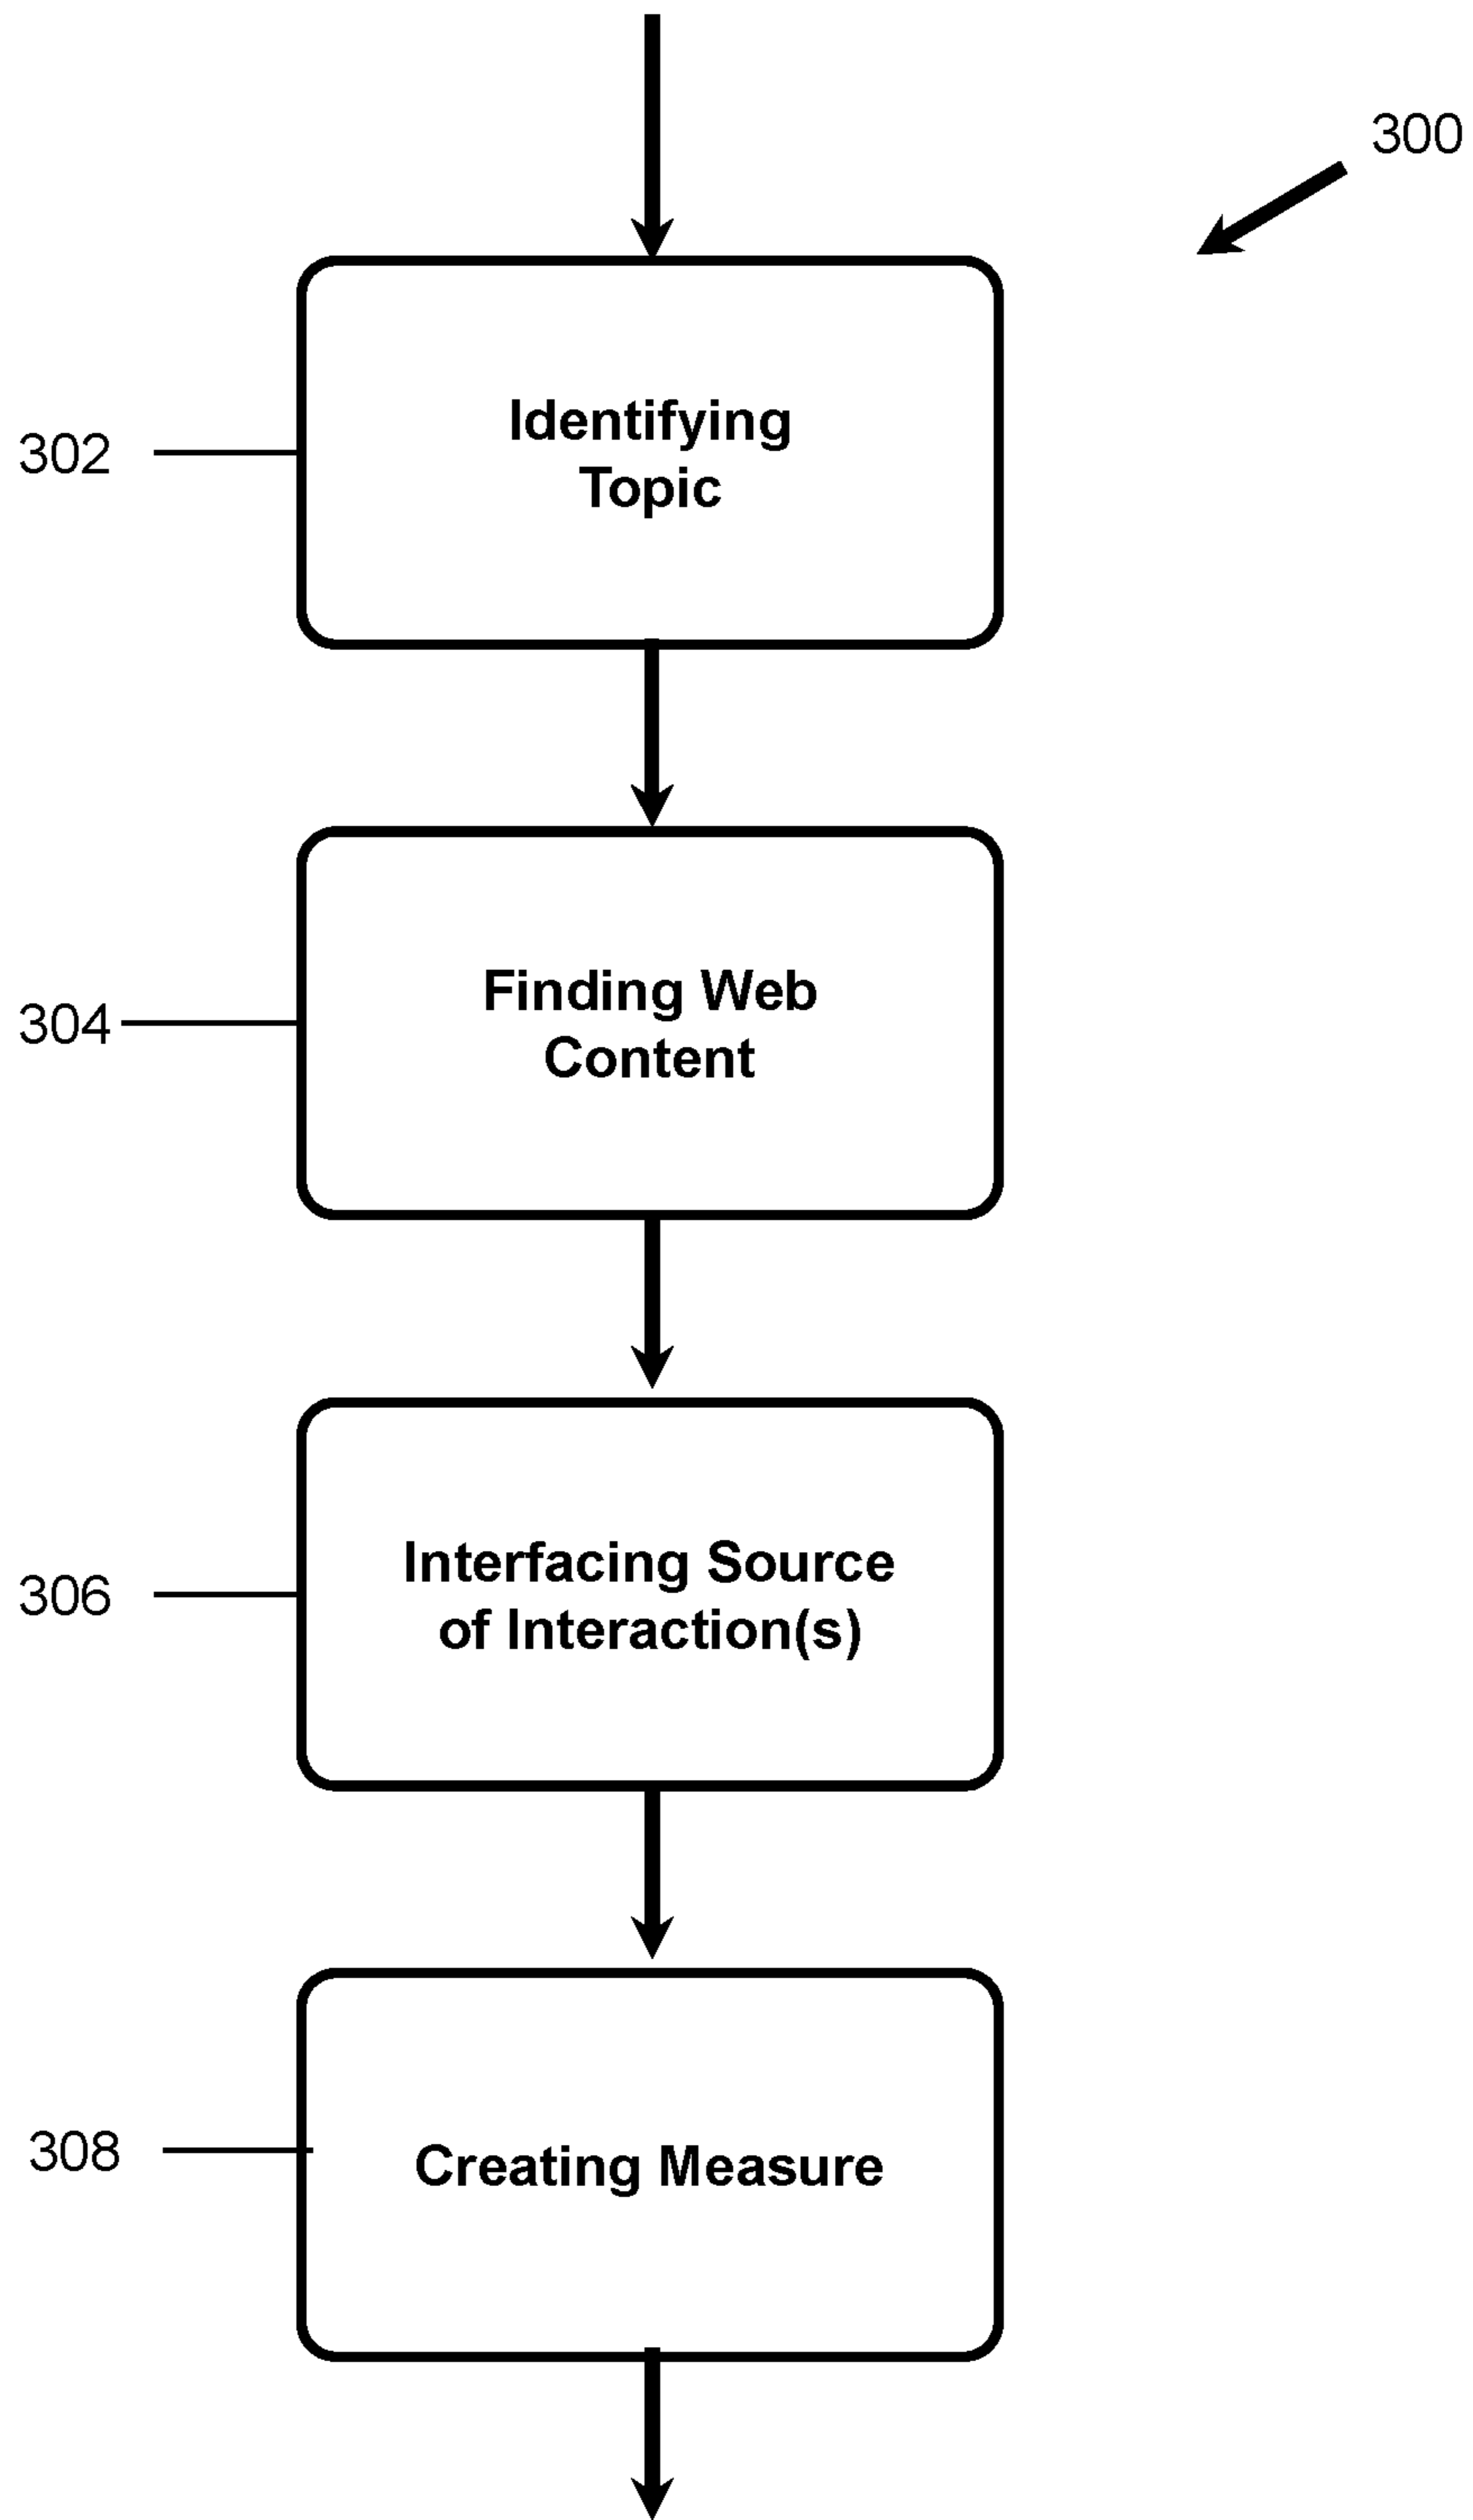 300
302
Identifying
Topic
304
Finding Web
Content
306
Interfacing Source
of Interaction(s)
308
Creating Measure